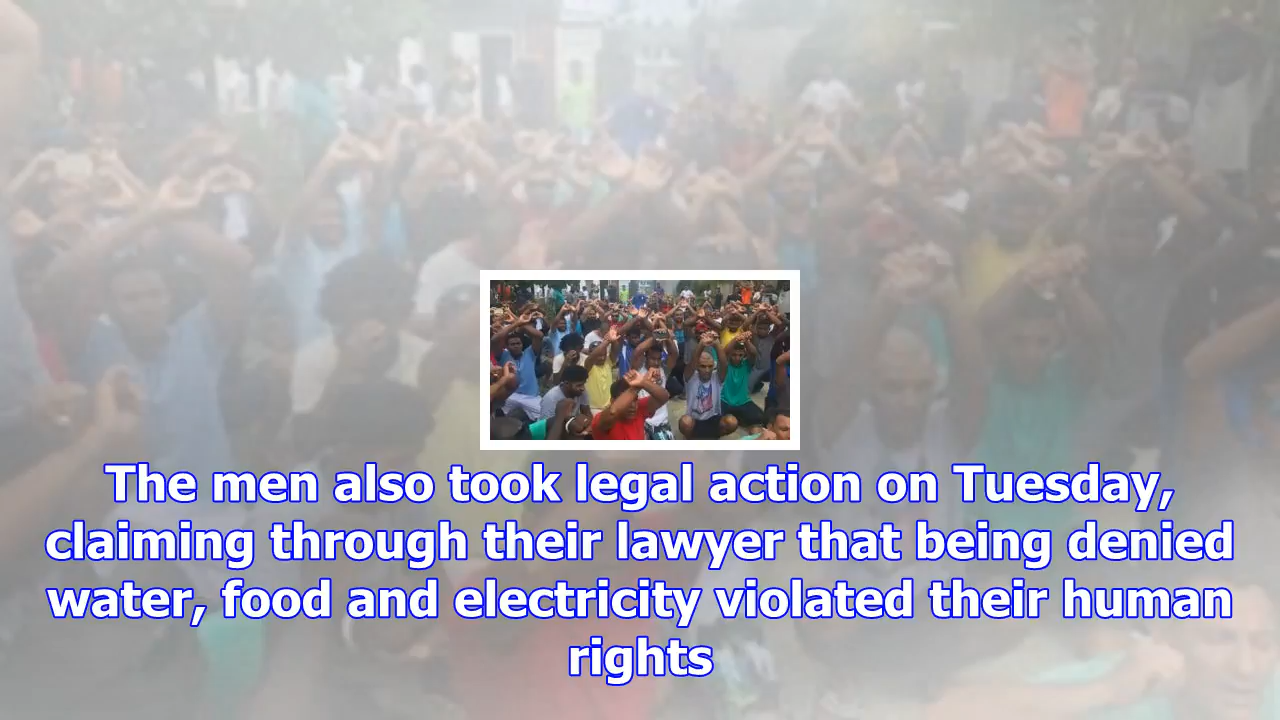 The men also took legal action on Tuesday,
claiming through their lawyer that being denied
water, food and electricity violated their human
rights